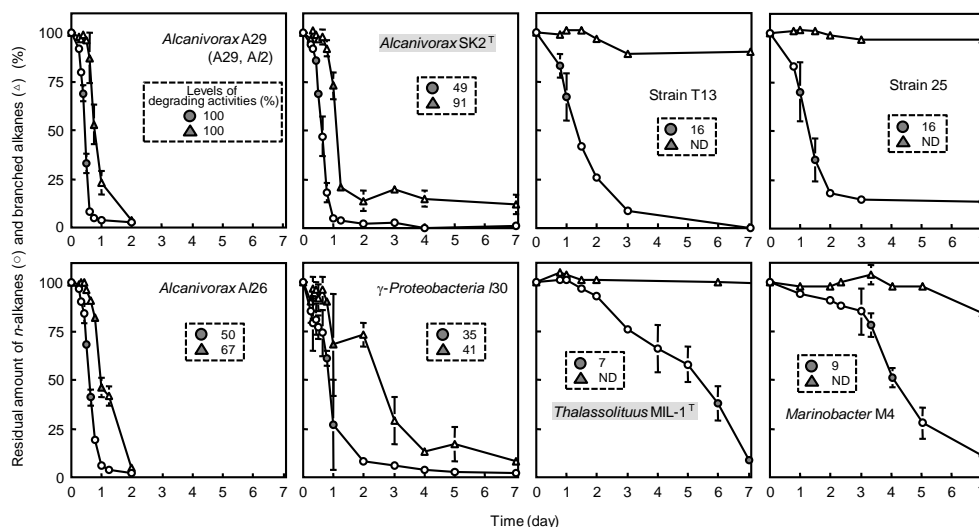 Residual amount of n-alkanes (○) and branched alkanes (△) (%)
100
75
50
25
0
0 1 2 3 4 5 6 7
Alcanivorax A29
(A29, AI2)
Levels of
degrading activities (%)
100
100
0 1 2 3 4 5 6 7
Alcanivorax SK2 T
49
91
0 1 2 3 4 5 6 7
Strain T13
16
ND
0 1 2 3 4 5 6 7
Strain 25
16
ND
100
75
50
25
0
0 1 2 3 4 5 6 7
Alcanivorax AI26
50
67
0 1 2 3 4 5 6 7
γ-Proteobacteria I30
35
41
0 1 2 3 4 5 6 7
7
ND
Thalassolituus MIL-1 T
0 1 2 3 4 5 6 7
9
ND
Marinobacter M4
Time (day)